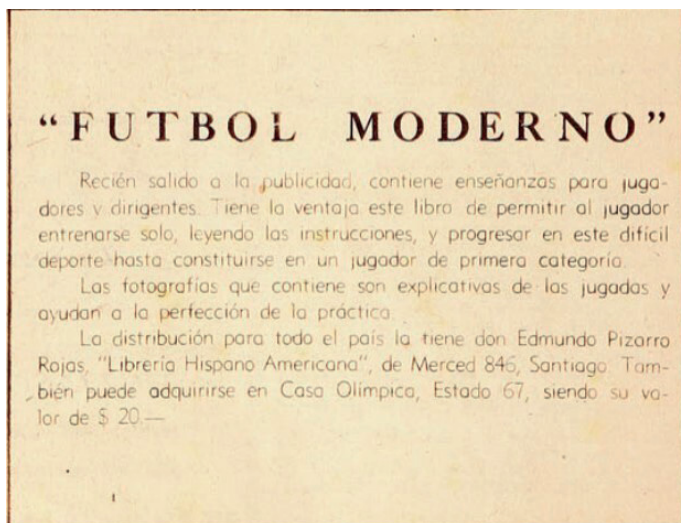 “FUTBOL MODERNO”
Recién salido a la publicidad, contiene enseñanzas para juga-
dores y dirigentes. Tiene la ventaja este libro de permitir al jugador
entrenarse solo, leyendo las instrucciones, y progresar en este difícil
deporte hasta constituirse en un jugador de primera categoría.
Las fotografías que contiene son explicativas de las jugadas y
ayudan a la perfección de la práctica.
La distribución para todo el país la tiene don Edmundo Pizarro
Rojas, "Librería Hispano Americana", de Merced 846, Santiago. Tam-
bién puede adquirirse en Casa Olímpica, Estado 67, siendo su va-
lor de $ 20.—